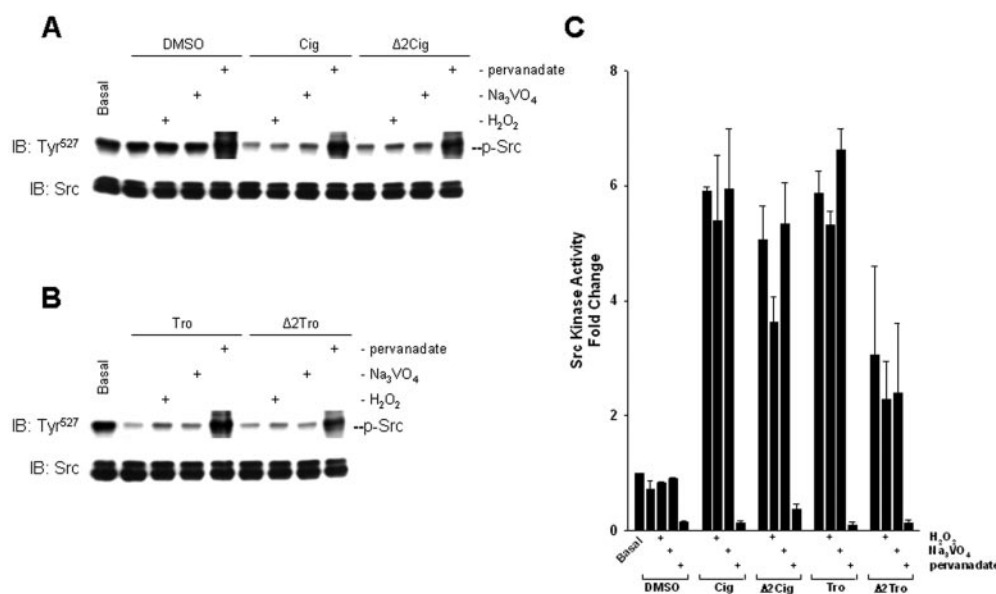 A
DMSO Cig Δ2Cig
+ + + - pervanadate
+ + + - Na₃VO₄
+ + + - H₂O₂
Basal
IB: Tyr⁵²⁷ --p-Src
IB: Src
B
Tro Δ2Tro
+ + - pervanadate
+ + - Na₃VO₄
+ + - H₂O₂
Basal
IB: Tyr⁵²⁷ --p-Src
IB: Src
C
Src Kinase Activity
Fold Change
8
6
4
2
0
Basal
+ + + + + H₂O₂
+ + + + + Na₃VO₄
+ + + + + pervanadate
DMSO Cig Δ2Cig Tro Δ2Tro